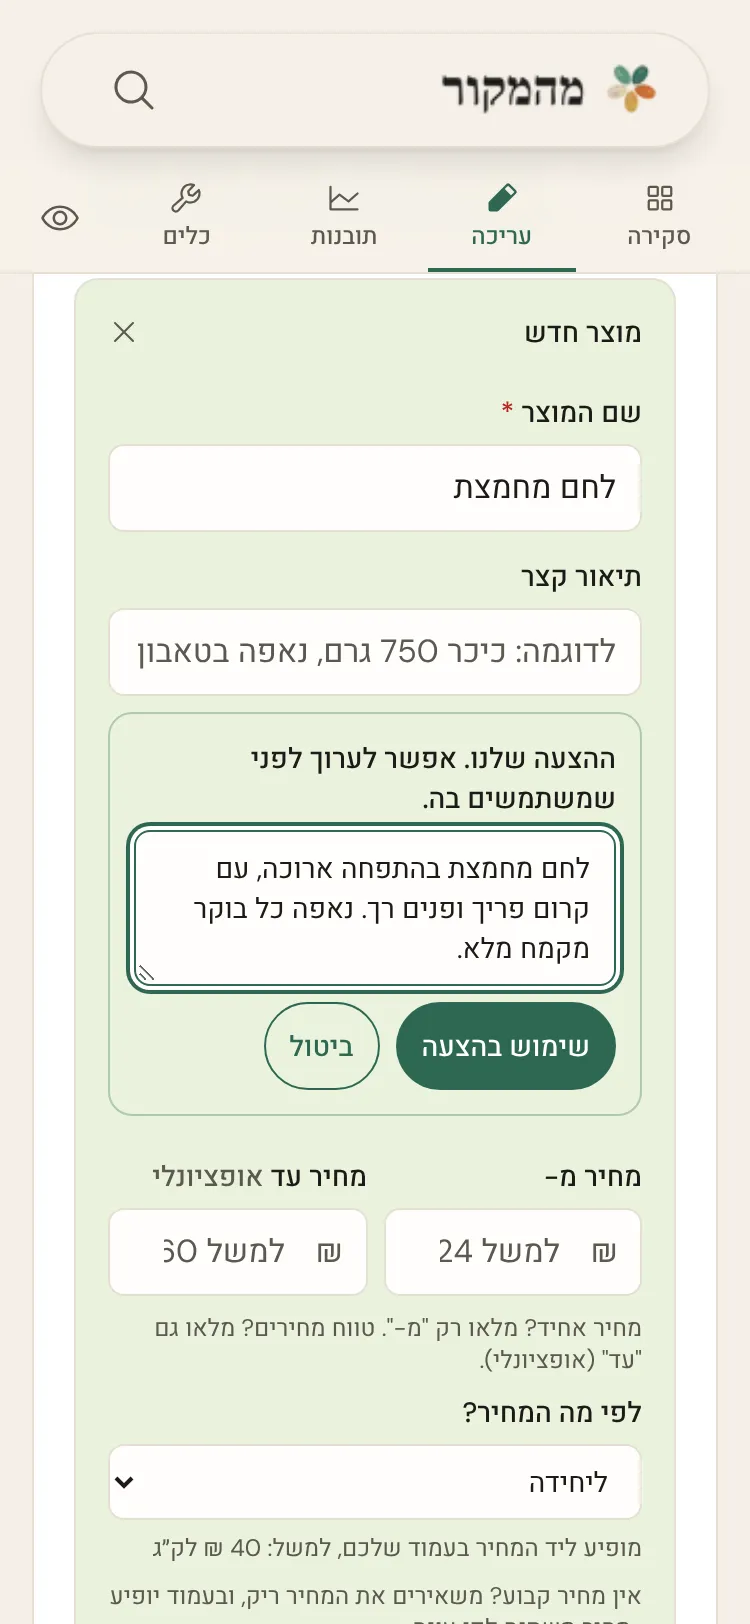 מהמקור
סקירה
עריכה
תובנות
כלים
מוצר חדש
שם המוצר *
לחם מחמצת
תיאור קצר
לדוגמה: כיכר 750 גרם, נאפה בטאבון
ההצעה שלנו. אפשר לערוך לפני
שמשתמשים בה.
לחם מחמצת בהתפחה ארוכה, עם
קרום פריך ופנים רך. נאפה כל בוקר
מקמח מלא.
שימוש בהצעה
ביטול
מחיר מ–
מחיר עד אופציונלי
₪ למשל 24
₪ למשל 60
מחיר אחיד? מלאו רק "מ–". טווח מחירים? מלאו גם
"עד" (אופציונלי).
לפי מה המחיר?
ליחידה
מופיע ליד המחיר בעמוד שלכם, למשל: 40 ₪ לק״ג
אין מחיר קבוע? משאירים את המחיר ריק, ובעמוד יופיע